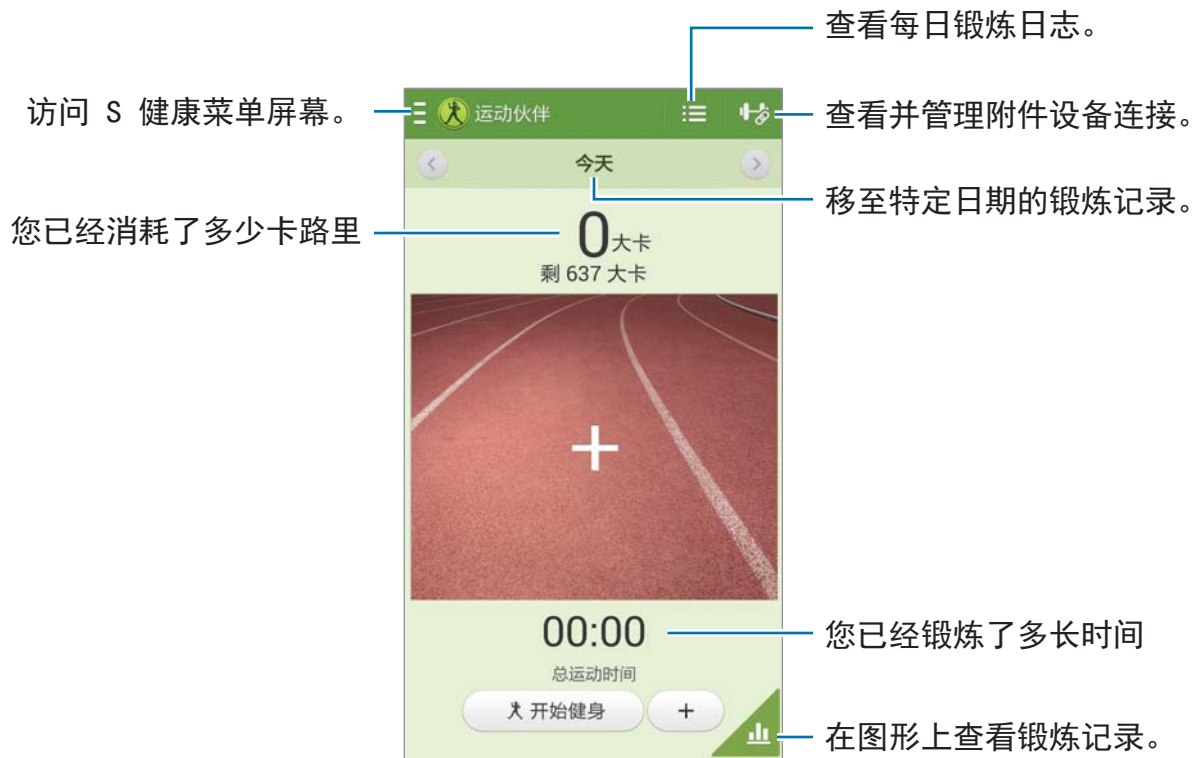 查看每日锻炼日志。
访问 S 健康菜单屏幕。
运动伙伴
查看并管理附件设备连接。
今天
移至特定日期的锻炼记录。
您已经消耗了多少卡路里
0大卡
剩 637 大卡
00:00
您已经锻炼了多长时间
总运动时间
开始健身
+
在图形上查看锻炼记录。